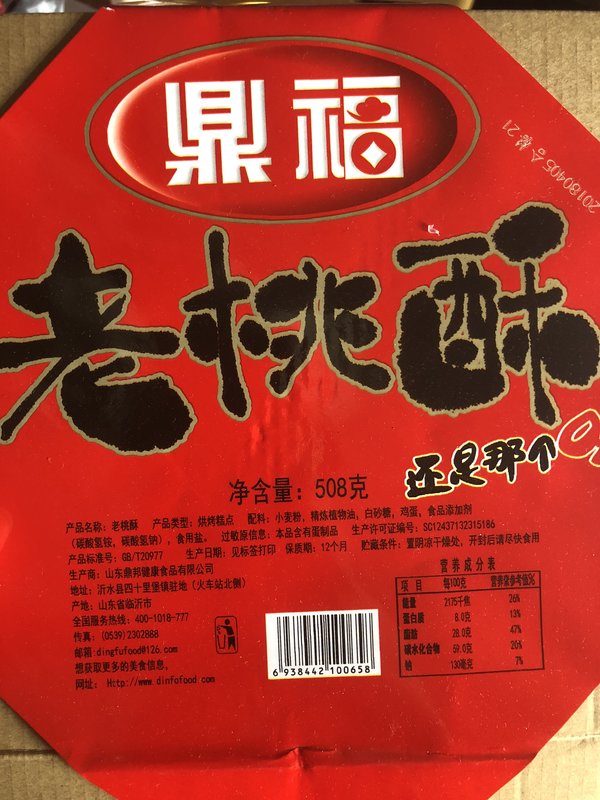 鼎福
20180405合整21
老桃酥
还是那个
净含量：508克
产品名称：老桃酥 产品类型：烘烤糕点 配料：小麦粉，精炼植物油，白砂糖，鸡蛋，食品添加剂
（碳酸氢铵、碳酸氢钠），食用盐。 过敏原信息：本品含有蛋制品 生产许可证编号：SC12437132315186
产品标准号：GB/T20977 生产日期：见标签打印 保质期：12个月 贮藏条件：置阴凉干燥处，开封后请尽快食用
生产商：山东鼎邦健康食品有限公司
地址：沂水县四十里堡镇驻地（火车站北侧）
产地：山东省临沂市
全国服务热线：400-1018-777
传真：（0539)2302888
邮箱：dingfufood@126.com
想获取更多的美食信息，
网址： Http://www.dinfofood.com
6 938442 100658
营养成分表
项目 每100克 营养素参考值%
能量 2175千焦 26%
蛋白质 8.0克 13%
脂肪 28.0克 47%
碳水化合物 59.0克 20%
钠 130毫克 7%